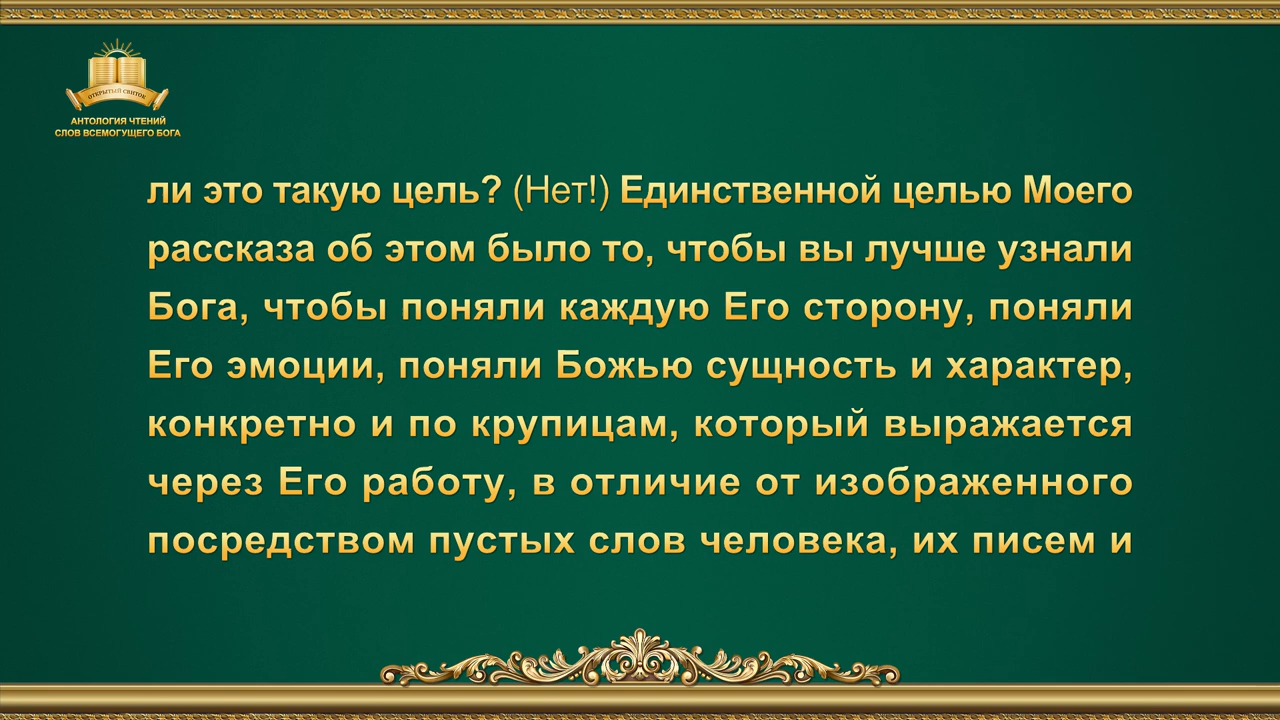 ОТКРЫТЫЙ СВИТОК
АНТОЛОГИЯ ЧТЕНИЙ
СЛОВ ВСЕМОГУЩЕГО БОГА
ли это такую цель? (Нет!) Единственной целью Моего
рассказа об этом было то, чтобы вы лучше узнали
Бога, чтобы поняли каждую Его сторону, поняли
Его эмоции, поняли Божью сущность и характер,
конкретно и по крупицам, который выражается
через Его работу, в отличие от изображенного
посредством пустых слов человека, их писем и